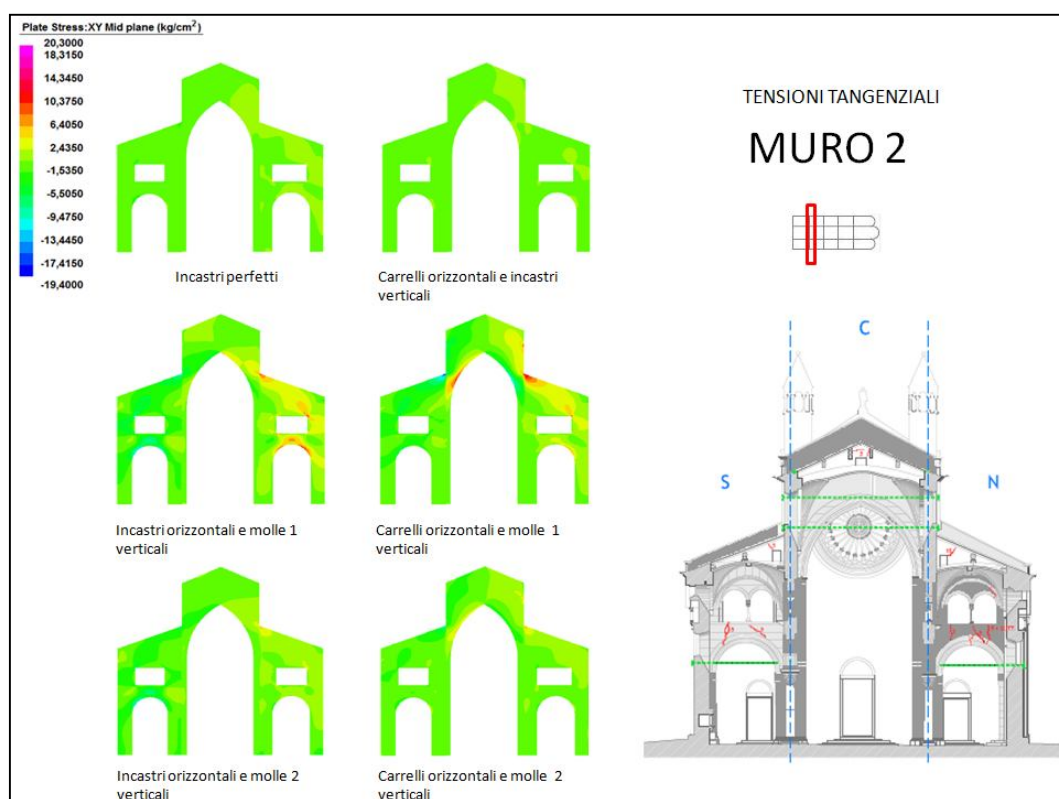 Plate Stress:XY Mid plane (kg/cm²)
20,3000
18,3150
14,3450
10,3750
6,4050
2,4350
-1,5350
-5,5050
-9,4750
-13,4450
-17,4150
-19,4000
Incastri perfetti
Carrelli orizzontali e incastri
verticali
Incastri orizzontali e molle 1
verticali
Carrelli orizzontali e molle 1
verticali
Incastri orizzontali e molle 2
verticali
Carrelli orizzontali e molle 2
verticali
TENSIONI TANGENZIALI
MURO 2
C
S
N